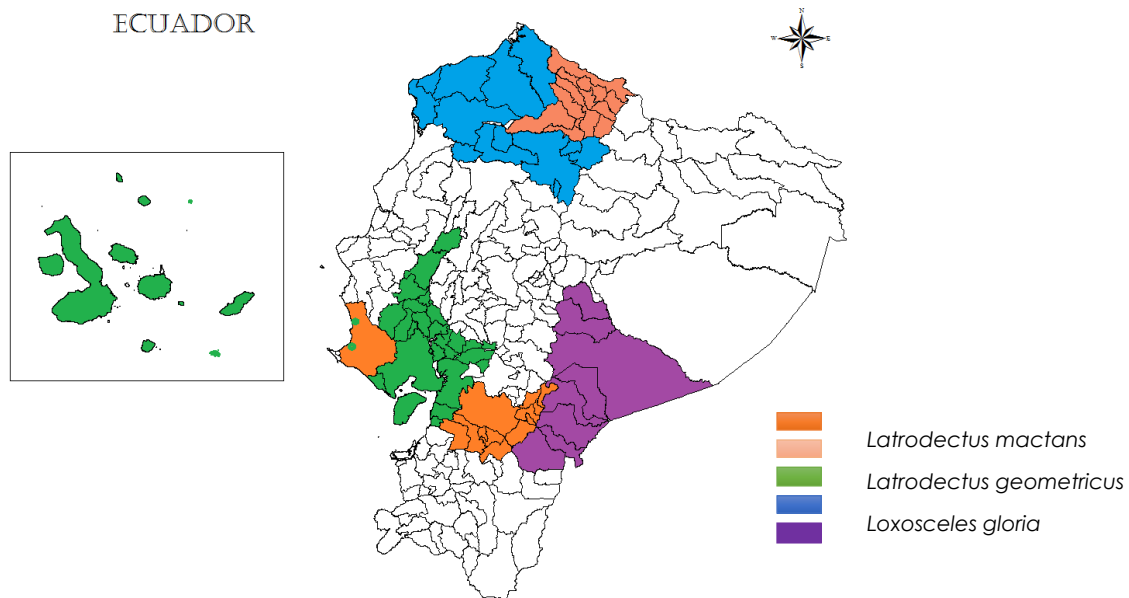 ECUADOR
N
W
E
S
Latrodectus mactans
Latrodectus geometricus
Loxosceles gloria